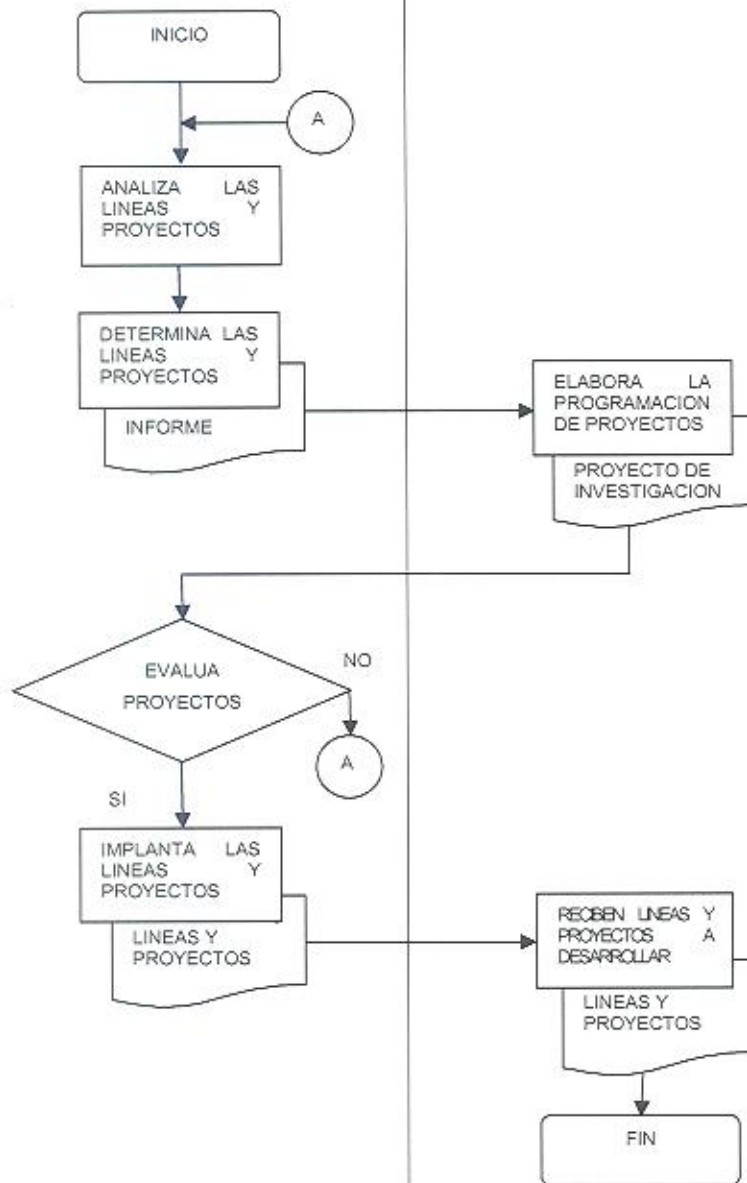 INICIO
A
ANALIZA LAS
LINEAS Y
PROYECTOS
DETERMINA LAS
LINEAS Y
PROYECTOS
INFORME
ELABORA LA
PROGRAMACION
DE PROYECTOS
PROYECTO DE
INVESTIGACION
EVALUA
PROYECTOS
NO
A
SI
IMPLANTA LAS
LINEAS Y
PROYECTOS
LINEAS Y
PROYECTOS
RECIBEN LINEAS Y
PROYECTOS A
DESARROLLAR
LINEAS Y
PROYECTOS
FIN